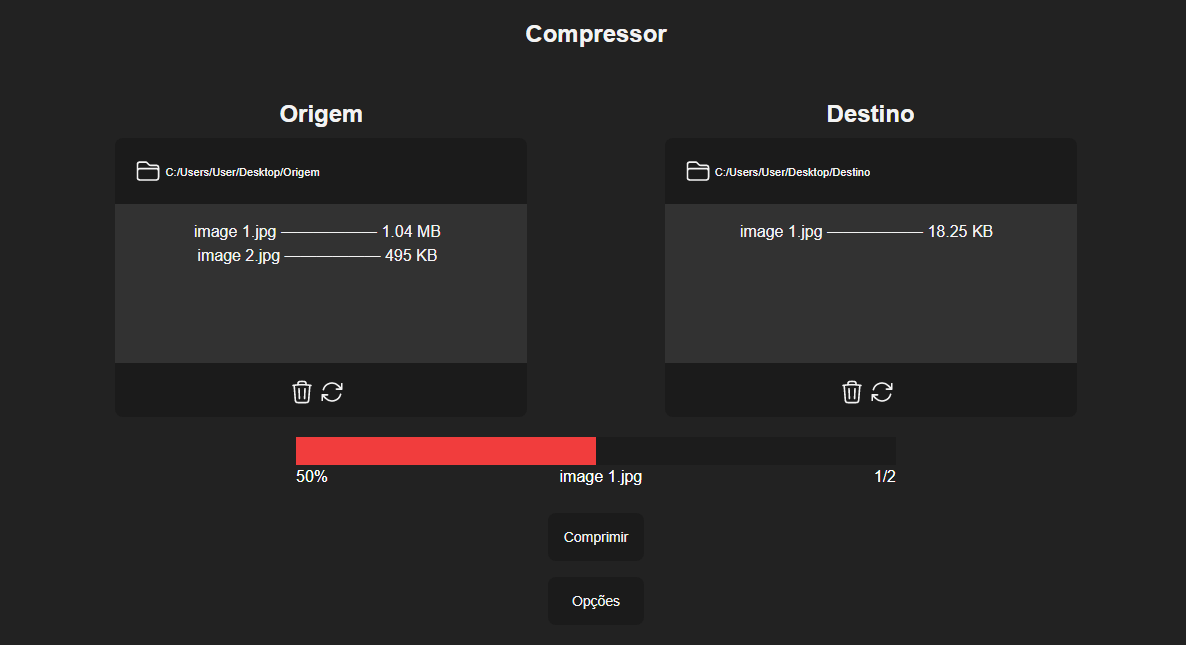 Compressor
Origem
C:/Users/User/Desktop/Origem
image 1.jpg —————— 1.04 MB
image 2.jpg —————— 495 KB
Destino
C:/Users/User/Desktop/Destino
image 1.jpg —————— 18.25 KB
50% image 1.jpg 1/2
Comprimir
Opções